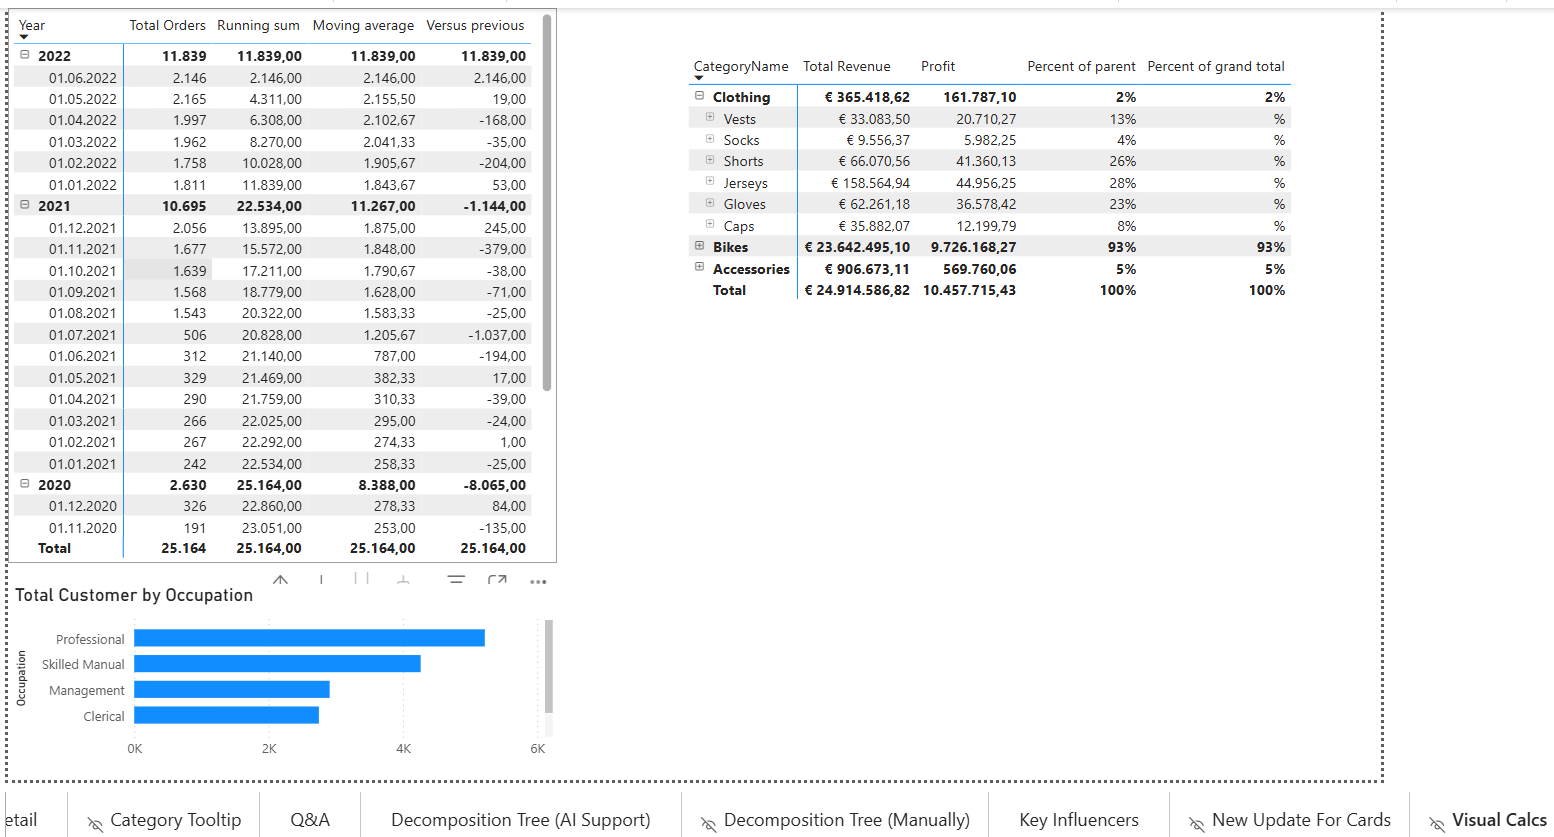 Year Total Orders Running sum Moving average Versus previous
2022 11.839 11.839,00 11.839,00 11.839,00
01.06.2022 2.146 2.146,00 2.146,00 2.146,00
01.05.2022 2.165 4.311,00 2.155,50 19,00
01.04.2022 1.997 6.308,00 2.102,67 -168,00
01.03.2022 1.962 8.270,00 2.041,33 -35,00
01.02.2022 1.758 10.028,00 1.905,67 -204,00
01.01.2022 1.811 11.839,00 1.843,67 53,00
2021 10.695 22.534,00 11.267,00 -1.144,00
01.12.2021 2.056 13.895,00 1.875,00 245,00
01.11.2021 1.677 15.572,00 1.848,00 -379,00
01.10.2021 1.639 17.211,00 1.790,67 -38,00
01.09.2021 1.568 18.779,00 1.628,00 -71,00
01.08.2021 1.543 20.322,00 1.583,33 -25,00
01.07.2021 506 20.828,00 1.205,67 -1.037,00
01.06.2021 312 21.140,00 787,00 -194,00
01.05.2021 329 21.469,00 382,33 17,00
01.04.2021 290 21.759,00 310,33 -39,00
01.03.2021 266 22.025,00 295,00 -24,00
01.02.2021 267 22.292,00 274,33 1,00
01.01.2021 242 22.534,00 258,33 -25,00
2020 2.630 25.164,00 8.388,00 -8.065,00
01.12.2020 326 22.860,00 278,33 84,00
01.11.2020 191 23.051,00 253,00 -135,00
Total 25.164 25.164,00 25.164,00 25.164,00
CategoryName Total Revenue Profit Percent of parent Percent of grand total
Clothing € 365.418,62 161.787,10 2% 2%
Vests € 33.083,50 20.710,27 13% %
Socks € 9.556,37 5.982,25 4% %
Shorts € 66.070,56 41.360,13 26% %
Jerseys € 158.564,94 44.956,25 28% %
Gloves € 62.261,18 36.578,42 23% %
Caps € 35.882,07 12.199,79 8% %
Bikes € 23.642.495,10 9.726.168,27 93% 93%
Accessories € 906.673,11 569.760,06 5% 5%
Total € 24.914.586,82 10.457.715,43 100% 100%
Total Customer by Occupation
Occupation
Professional
Skilled Manual
Management
Clerical
0K 2K 4K 6K
etail Category Tooltip Q&A Decomposition Tree (AI Support) Decomposition Tree (Manually) Key Influencers New Update For Cards Visual Calcs